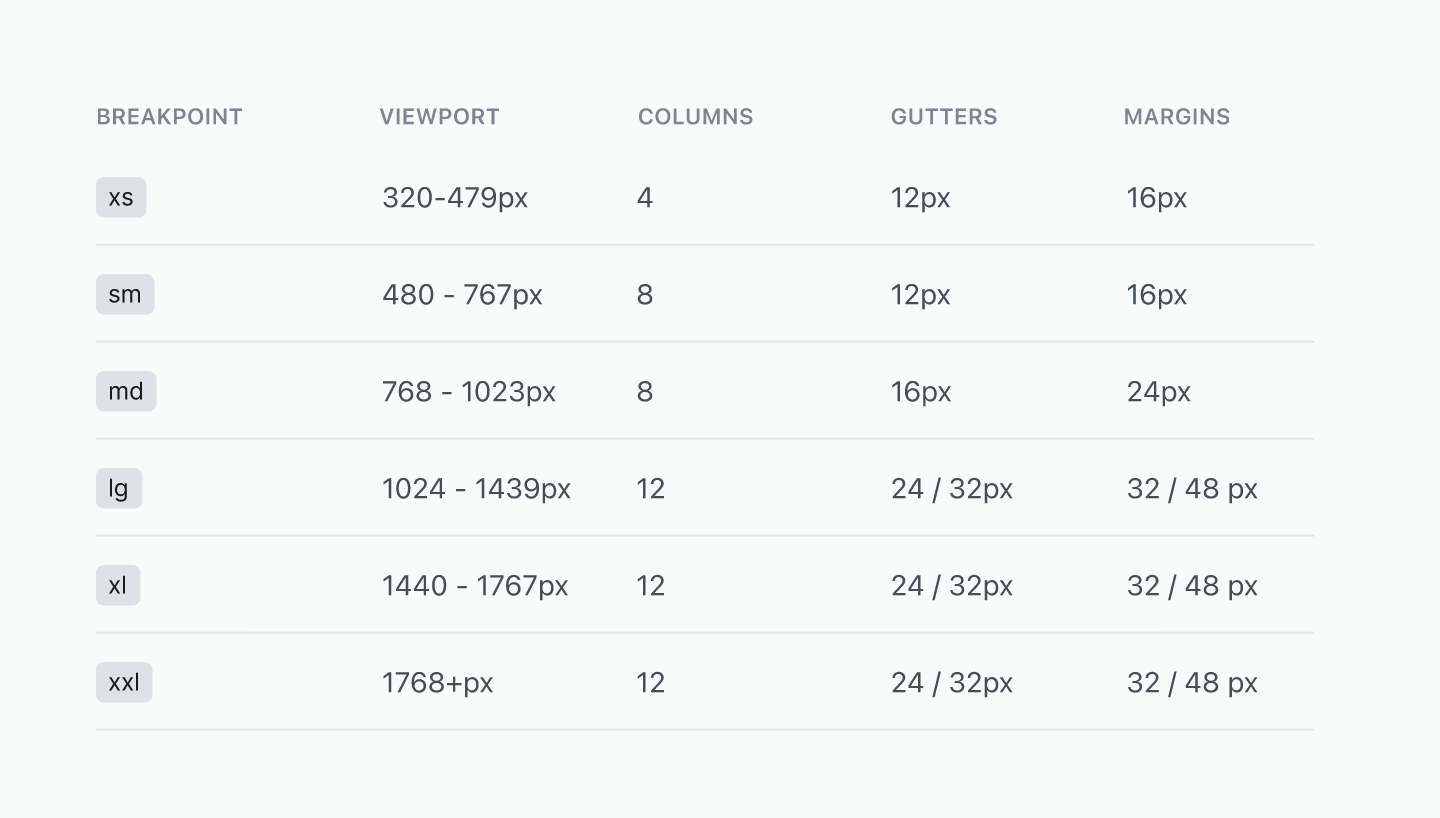 BREAKPOINT VIEWPORT COLUMNS GUTTERS MARGINS
xs 320-479px 4 12px 16px
sm 480 - 767px 8 12px 16px
md 768 - 1023px 8 16px 24px
lg 1024 - 1439px 12 24 / 32px 32 / 48 px
xl 1440 - 1767px 12 24 / 32px 32 / 48 px
xxl 1768+px 12 24 / 32px 32 / 48 px